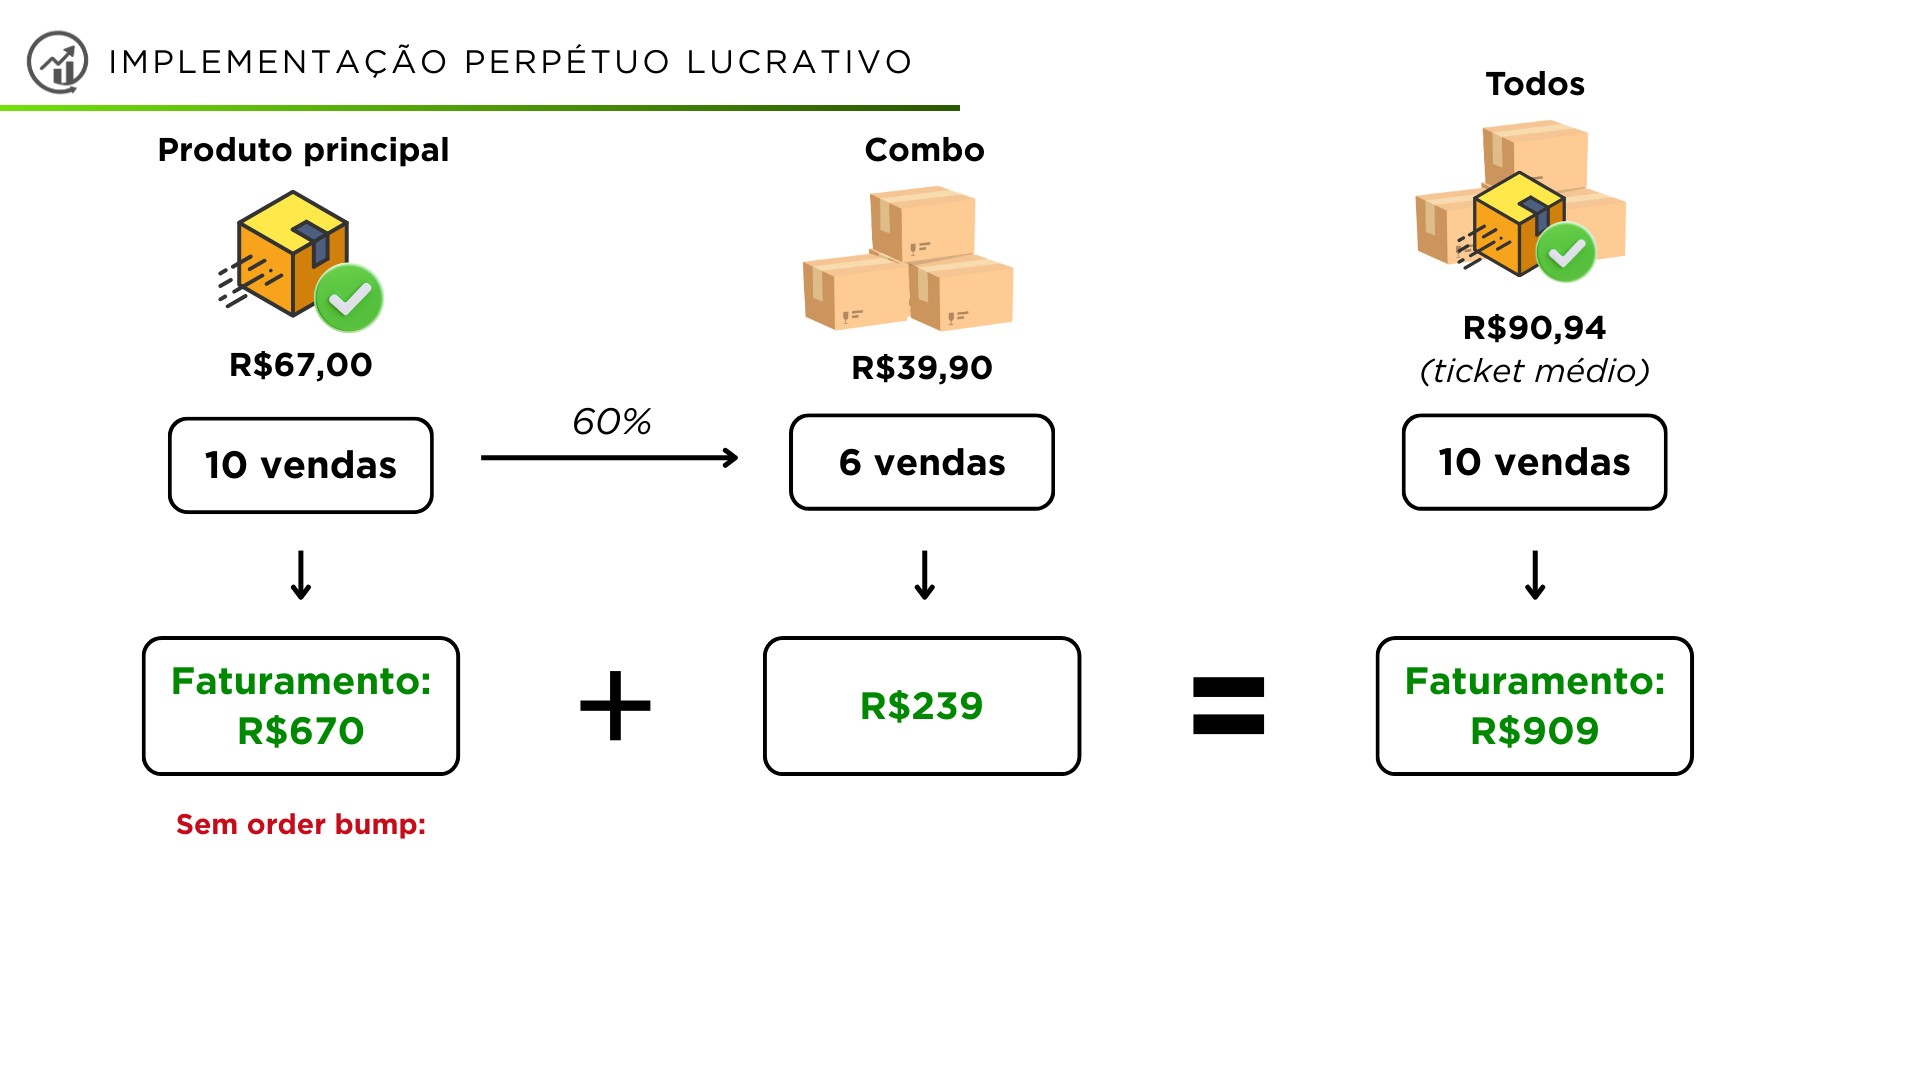 IMPLEMENTAÇÃO PERPÉTUO LUCRATIVO
Produto principal
R$67,00
10 vendas
Faturamento:
R$670
Sem order bump:
60%
+
Combo
R$39,90
6 vendas
R$239
=
Todos
R$90,94
(ticket médio)
10 vendas
Faturamento:
R$909